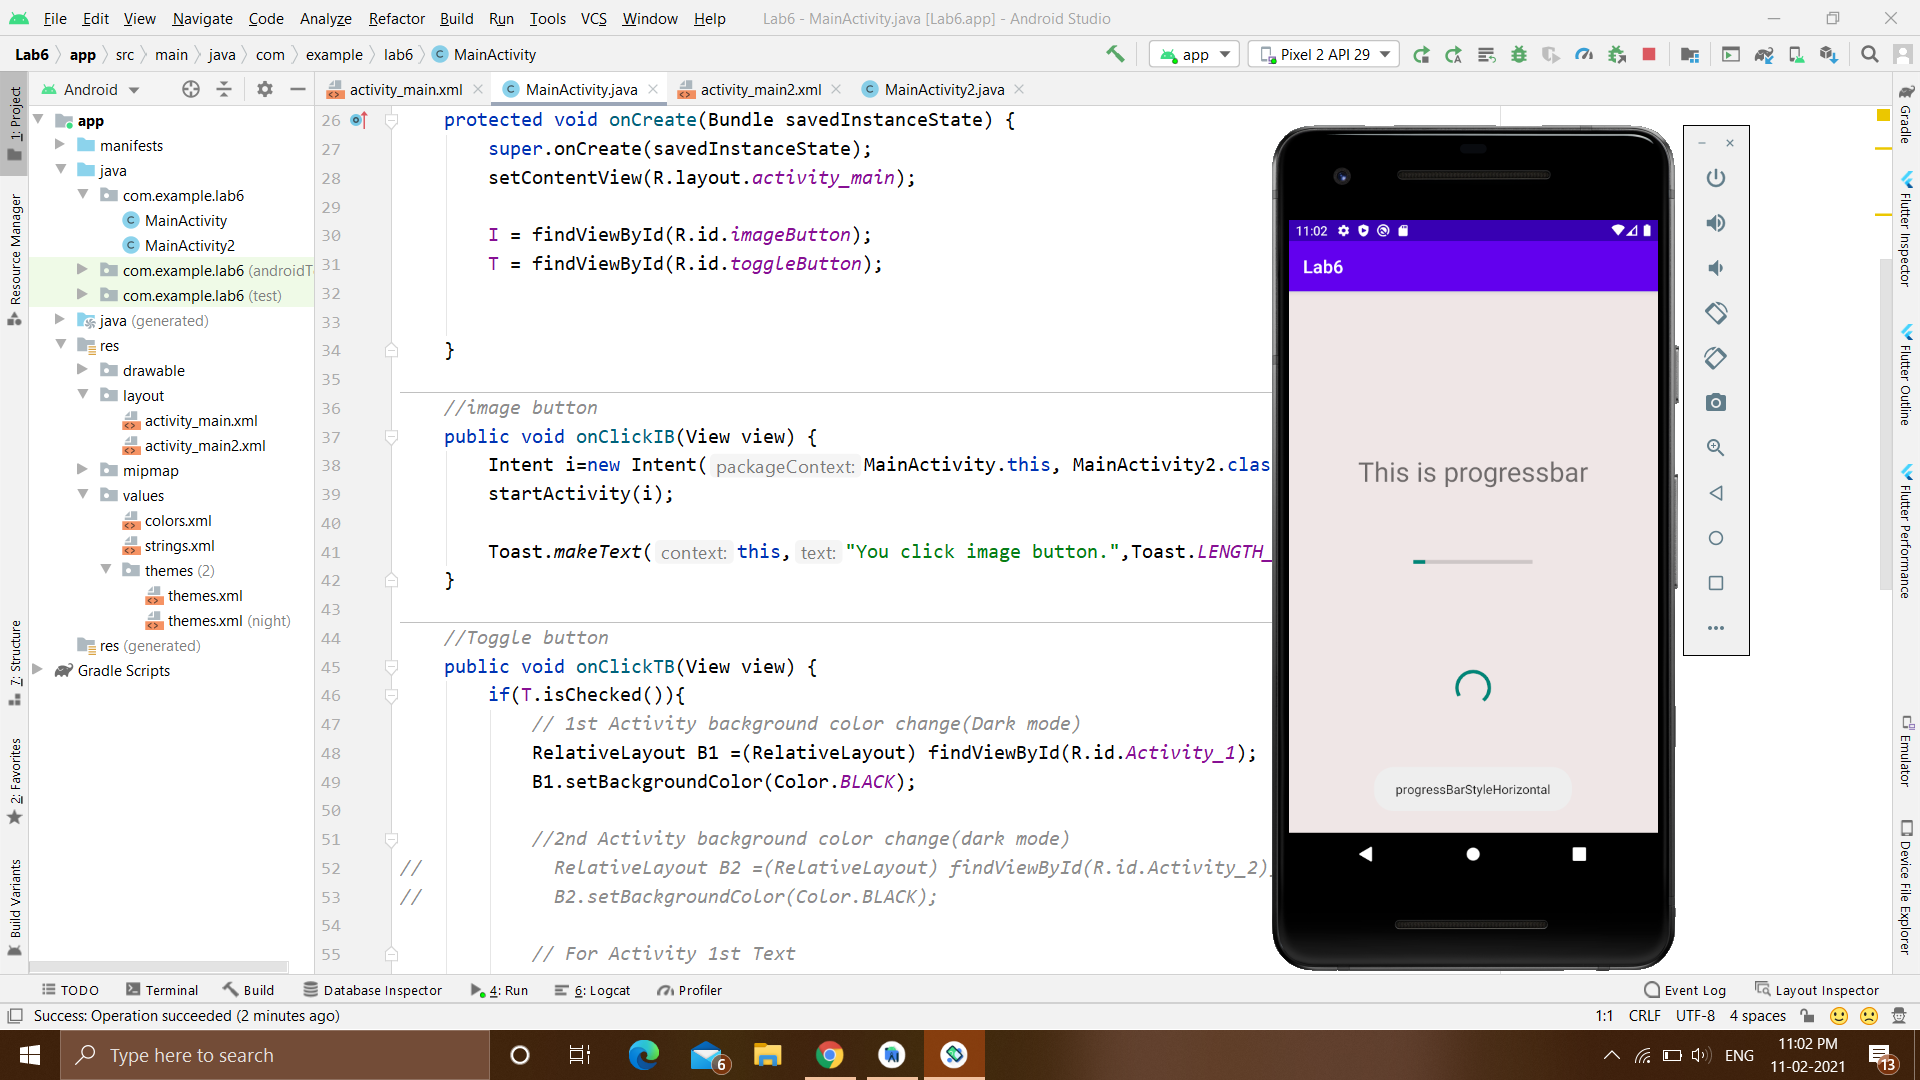 File Edit View Navigate Code Analyze Refactor Build Run Tools VCS Window Help Lab6 - MainActivity.java [Lab6.app] - Android Studio
Lab6 app src main java com example lab6 MainActivity app Pixel 2 API 29
Android activity_main.xml MainActivity.java activity_main2.xml MainActivity2.java
1: Project
Resource Manager
7: Structure
2: Favorites
Build Variants
app
manifests
java
com.example.lab6
MainActivity
MainActivity2
com.example.lab6 (androidT
com.example.lab6 (test)
java (generated)
res
drawable
layout
activity_main.xml
activity_main2.xml
mipmap
values
colors.xml
strings.xml
themes (2)
themes.xml
themes.xml (night)
res (generated)
Gradle Scripts
26 protected void onCreate(Bundle savedInstanceState) {
27 super.onCreate(savedInstanceState);
28 setContentView(R.layout.activity_main);
29
30 I = findViewById(R.id.imageButton);
31 T = findViewById(R.id.toggleButton);
32
33
34 }
35
36 //image button
37 public void onClickIB(View view) {
38 Intent i=new Intent( packageContext: MainActivity.this, MainActivity2.clas
39 startActivity(i);
40
41 Toast.makeText( context: this, text: "You click image button.",Toast.LENGTH_
42 }
43
44 //Toggle button
45 public void onClickTB(View view) {
46 if(T.isChecked()){
47 // 1st Activity background color change(Dark mode)
48 RelativeLayout B1 =(RelativeLayout) findViewById(R.id.Activity_1);
49 B1.setBackgroundColor(Color.BLACK);
50
51 //2nd Activity background color change(dark mode)
52 // RelativeLayout B2 =(RelativeLayout) findViewById(R.id.Activity_2);
53 // B2.setBackgroundColor(Color.BLACK);
54
55 // For Activity 1st Text
11:02
Lab6
This is progressbar
progressBarStyleHorizontal
Gradle
Flutter Inspector
Flutter Outline
Flutter Performance
Emulator
Device File Explorer
TODO Terminal Build Database Inspector 4: Run 6: Logcat Profiler Event Log Layout Inspector
Success: Operation succeeded (2 minutes ago) 1:1 CRLF UTF-8 4 spaces
Type here to search 6 ENG 11:02 PM
11-02-2021 13